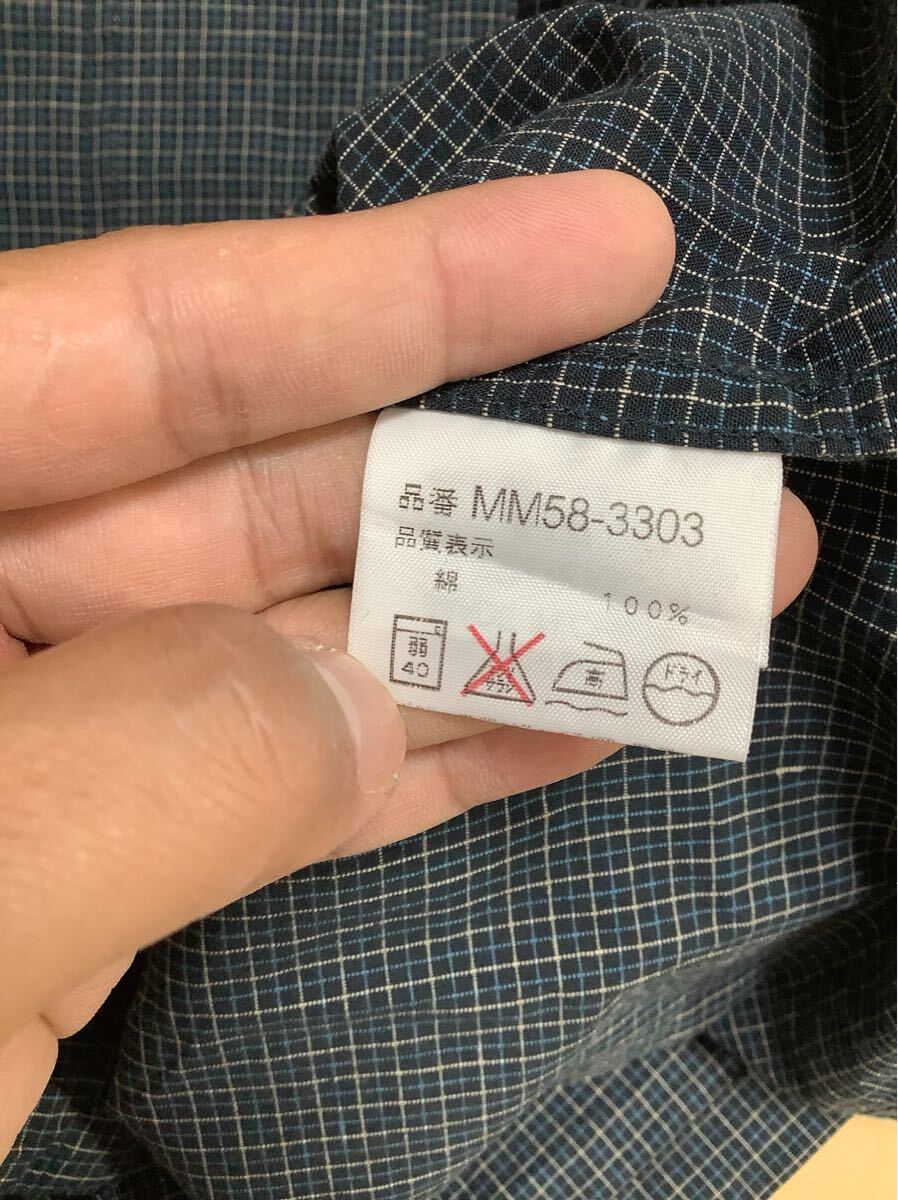 品番 MM58-3303
品質表示
綿 100%
弱 40 高 ドライ